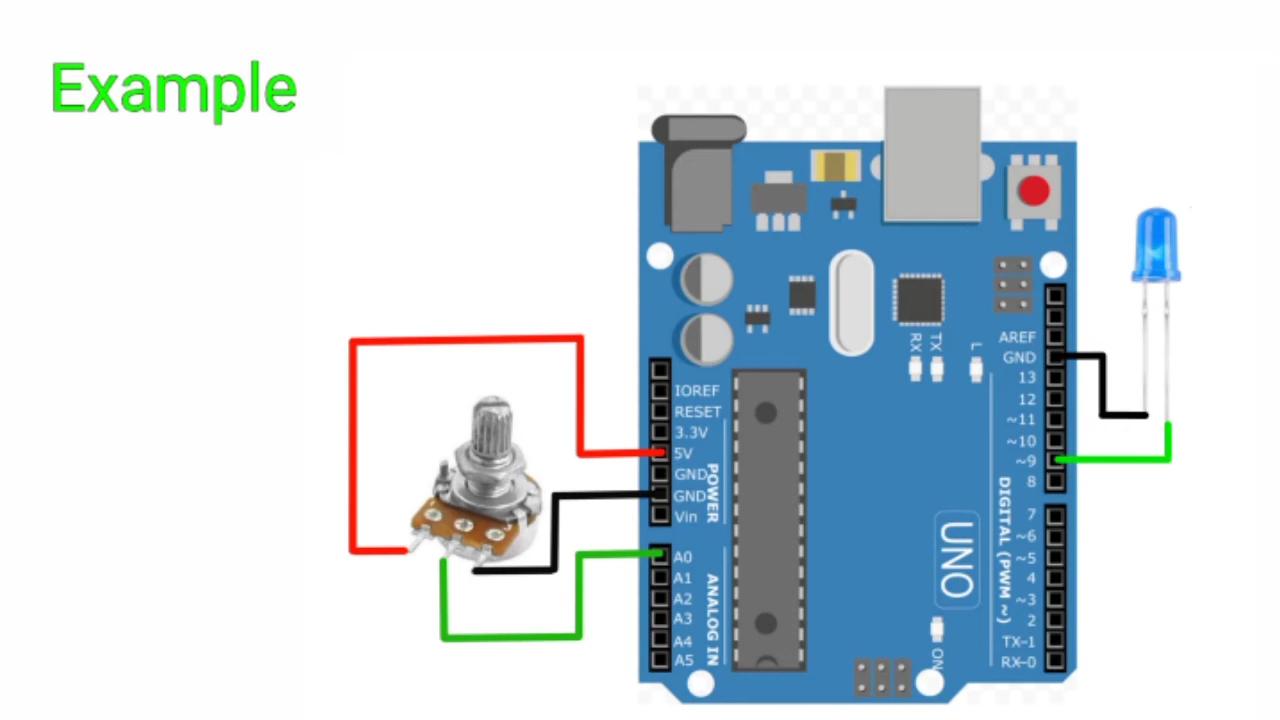 Example
RX
TX
L
AREF
GND
13
12
~11
~10
~9
8
7
~6
~5
4
~3
2
TX-1
RX-0
DIGITAL (PWM ~)
IOREF
RESET
3.3V
5V
GND
GND
Vin
POWER
A0
A1
A2
A3
A4
A5
ANALOG IN
UNO
ON